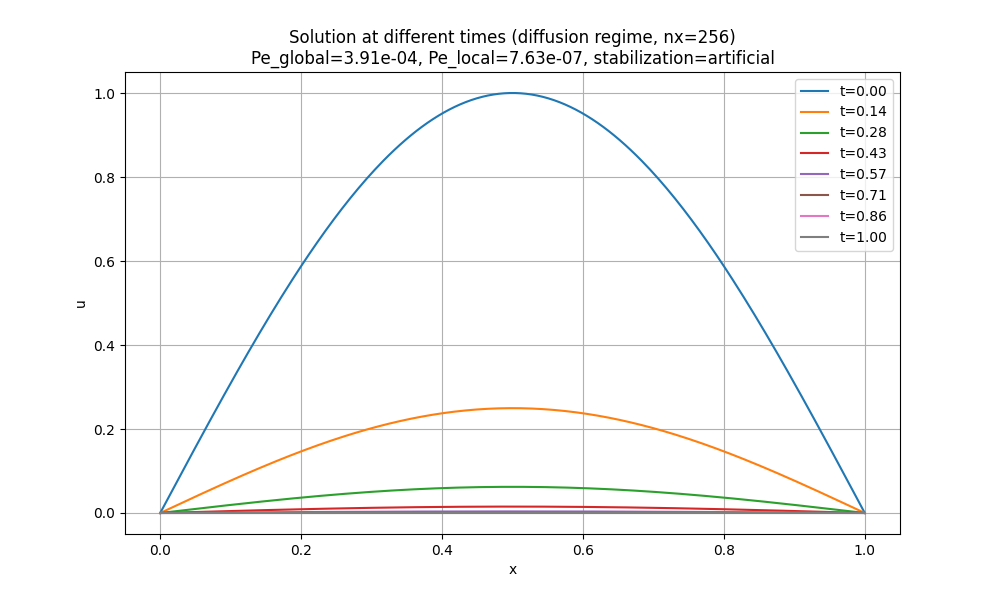 Solution at different times (diffusion regime, nx=256)
Pe_global=3.91e-04, Pe_local=7.63e-07, stabilization=artificial
t=0.00
t=0.14
t=0.28
t=0.43
t=0.57
t=0.71
t=0.86
t=1.00
1.0
0.8
0.6
0.4
0.2
0.0
u
0.0 0.2 0.4 0.6 0.8 1.0
x